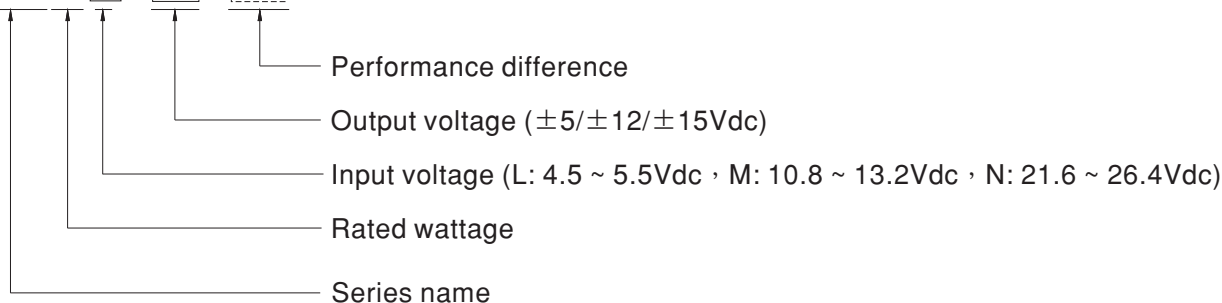 Performance difference
Output voltage (±5/±12/±15Vdc)
Input voltage (L: 4.5 ~ 5.5Vdc，M: 10.8 ~ 13.2Vdc，N: 21.6 ~ 26.4Vdc)
Rated wattage
Series name